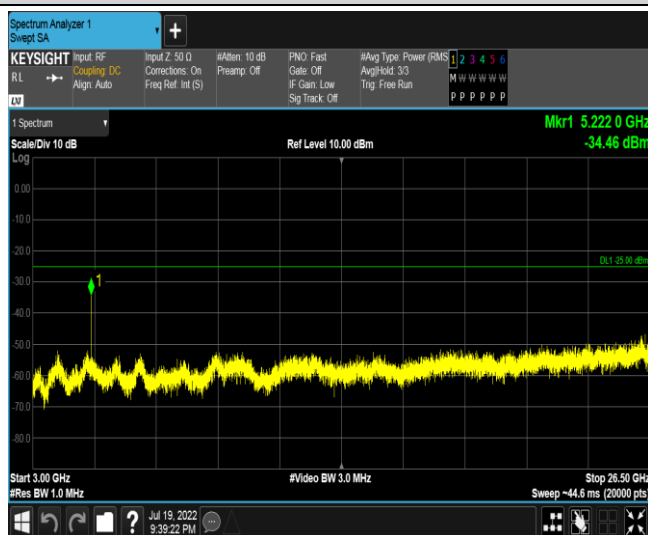 Spectrum Analyzer 1
Swept SA
+
KEYSIGHT
RL
LXI
Input: RF
Coupling: DC
Align: Auto
Input Z: 50 Ω
Corrections: On
Freq Ref: Int (S)
#Atten: 10 dB
Preamp: Off
PNO: Fast
Gate: Off
IF Gain: Low
Sig Track: Off
#Avg Type: Power (RMS
Avg|Hold: 3/3
Trig: Free Run
1 2 3 4 5 6
M W W W W W
P P P P P P
1 Spectrum
Scale/Div 10 dB
Ref Level 10.00 dBm
Mkr1 5.222 0 GHz
-34.46 dBm
Log
0.00
-10.0
-20.0
DL1 -25.00 dBm
-30.0
1
-40.0
-50.0
-60.0
-70.0
-80.0
Start 3.00 GHz
#Video BW 3.0 MHz
Stop 26.50 GHz
#Res BW 1.0 MHz
Sweep ~44.6 ms (20000 pts)
?
Jul 19, 2022
9:39:22 PM